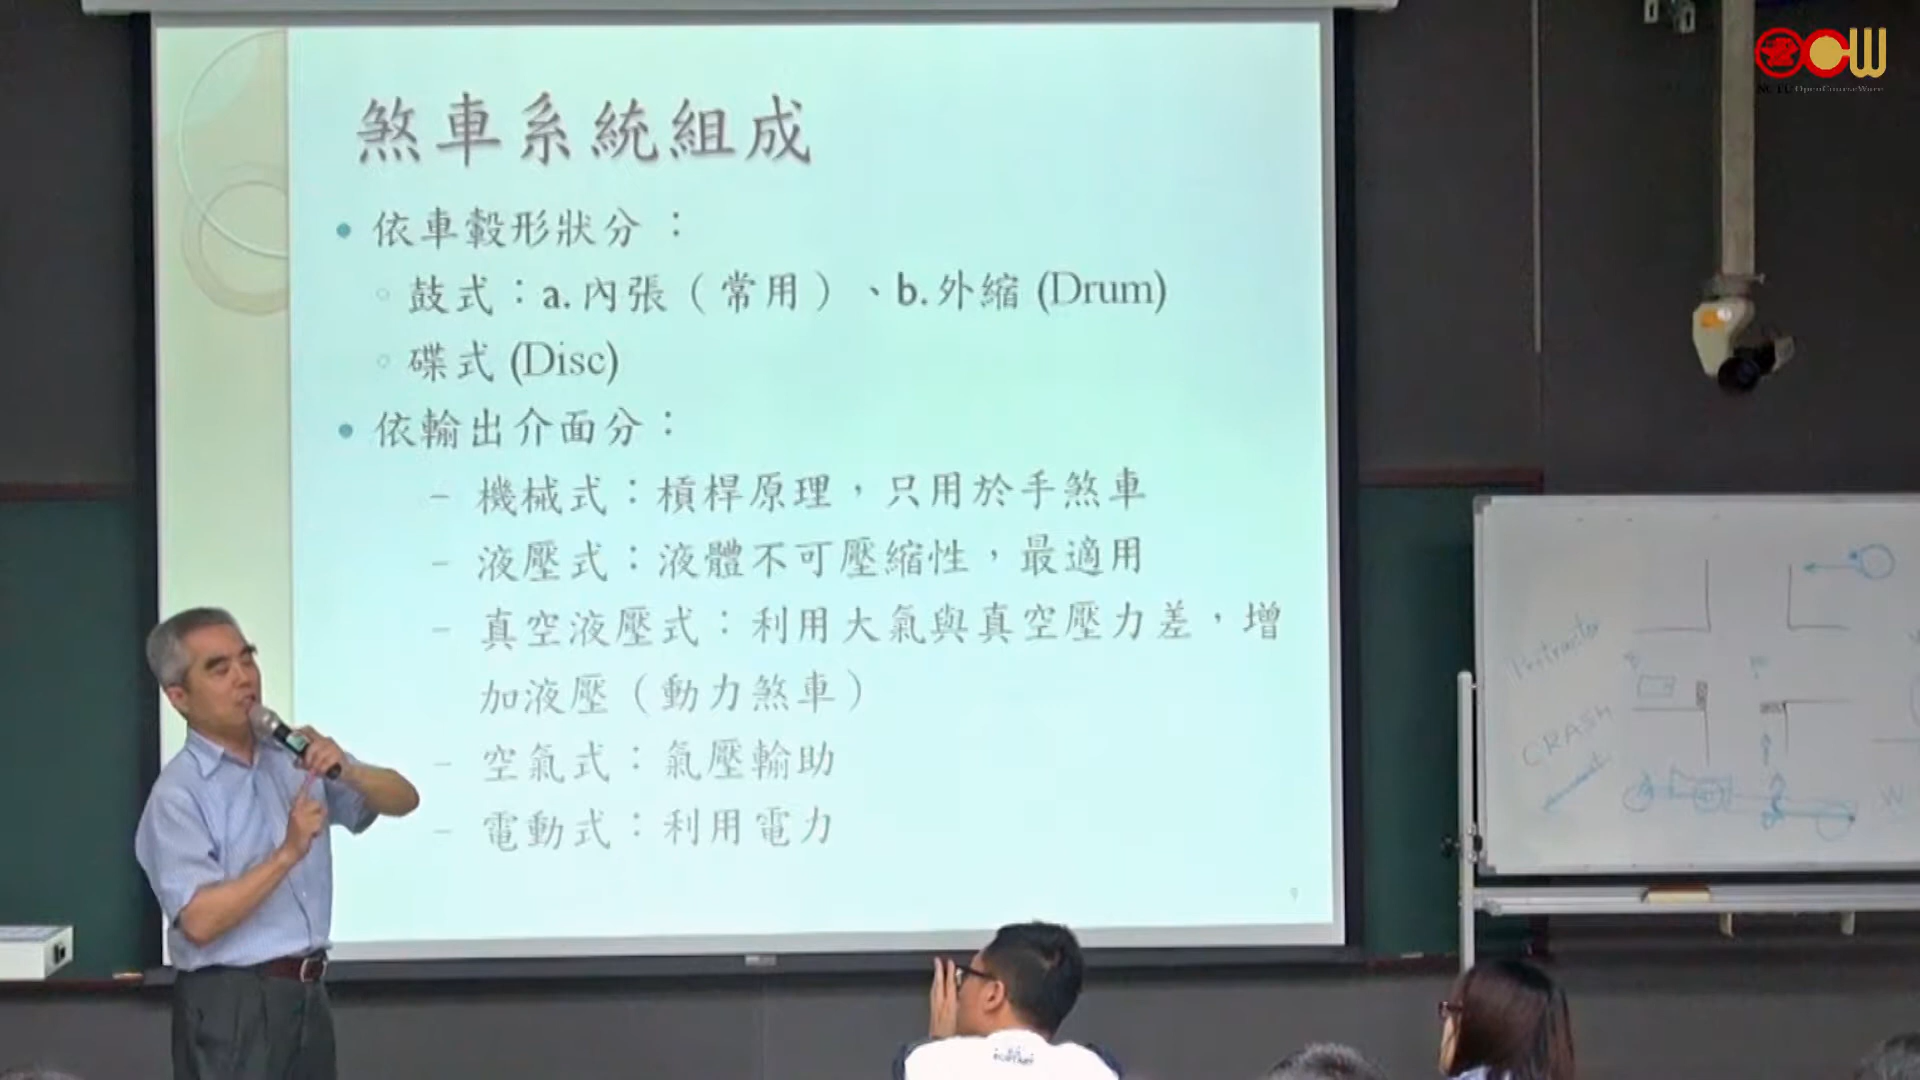 煞車系統組成
• 依車轂形狀分：
○ 鼓式：a.內張（常用）、b.外縮 (Drum)
○ 碟式 (Disc)
• 依輸出介面分：
– 機械式：槓桿原理，只用於手煞車
– 液壓式：液體不可壓縮性，最適用
– 真空液壓式：利用大氣與真空壓力差，增
加液壓（動力煞車）
– 空氣式：氣壓輸助
– 電動式：利用電力
9
OpenCourseWare
CRASH
W